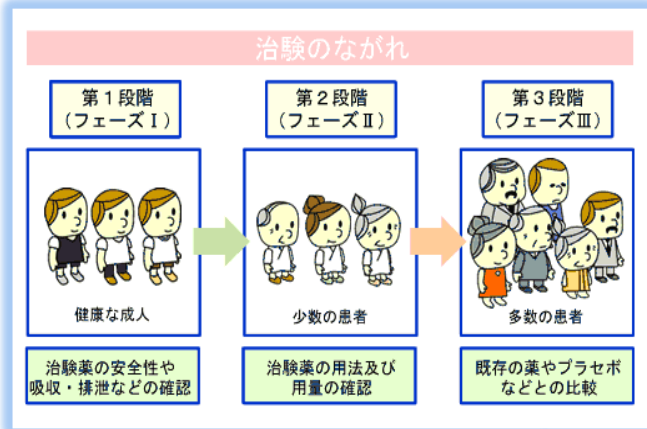 治験のながれ
第1段階
(フェーズⅠ)
第2段階
(フェーズⅡ)
第3段階
(フェーズⅢ)
健康な成人
少数の患者
多数の患者
治験薬の安全性や
吸収・排泄などの確認
治験薬の用法及び
用量の確認
既存の薬やプラセボ
などとの比較